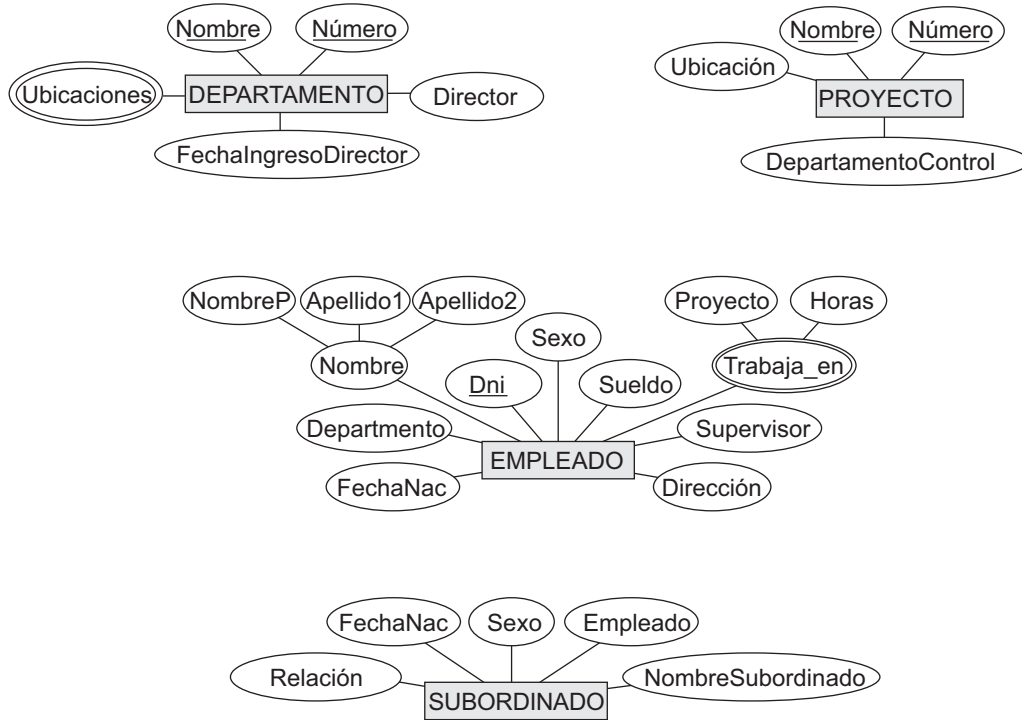 Nombre
Número
Ubicaciones
DEPARTAMENTO
Director
FechaIngresoDirector
Nombre
Número
Ubicación
PROYECTO
DepartamentoControl
NombreP
Apellido1
Apellido2
Proyecto
Horas
Sexo
Nombre
Dni
Sueldo
Trabaja_en
Departmento
Supervisor
EMPLEADO
FechaNac
Dirección
FechaNac
Sexo
Empleado
Relación
NombreSubordinado
SUBORDINADO